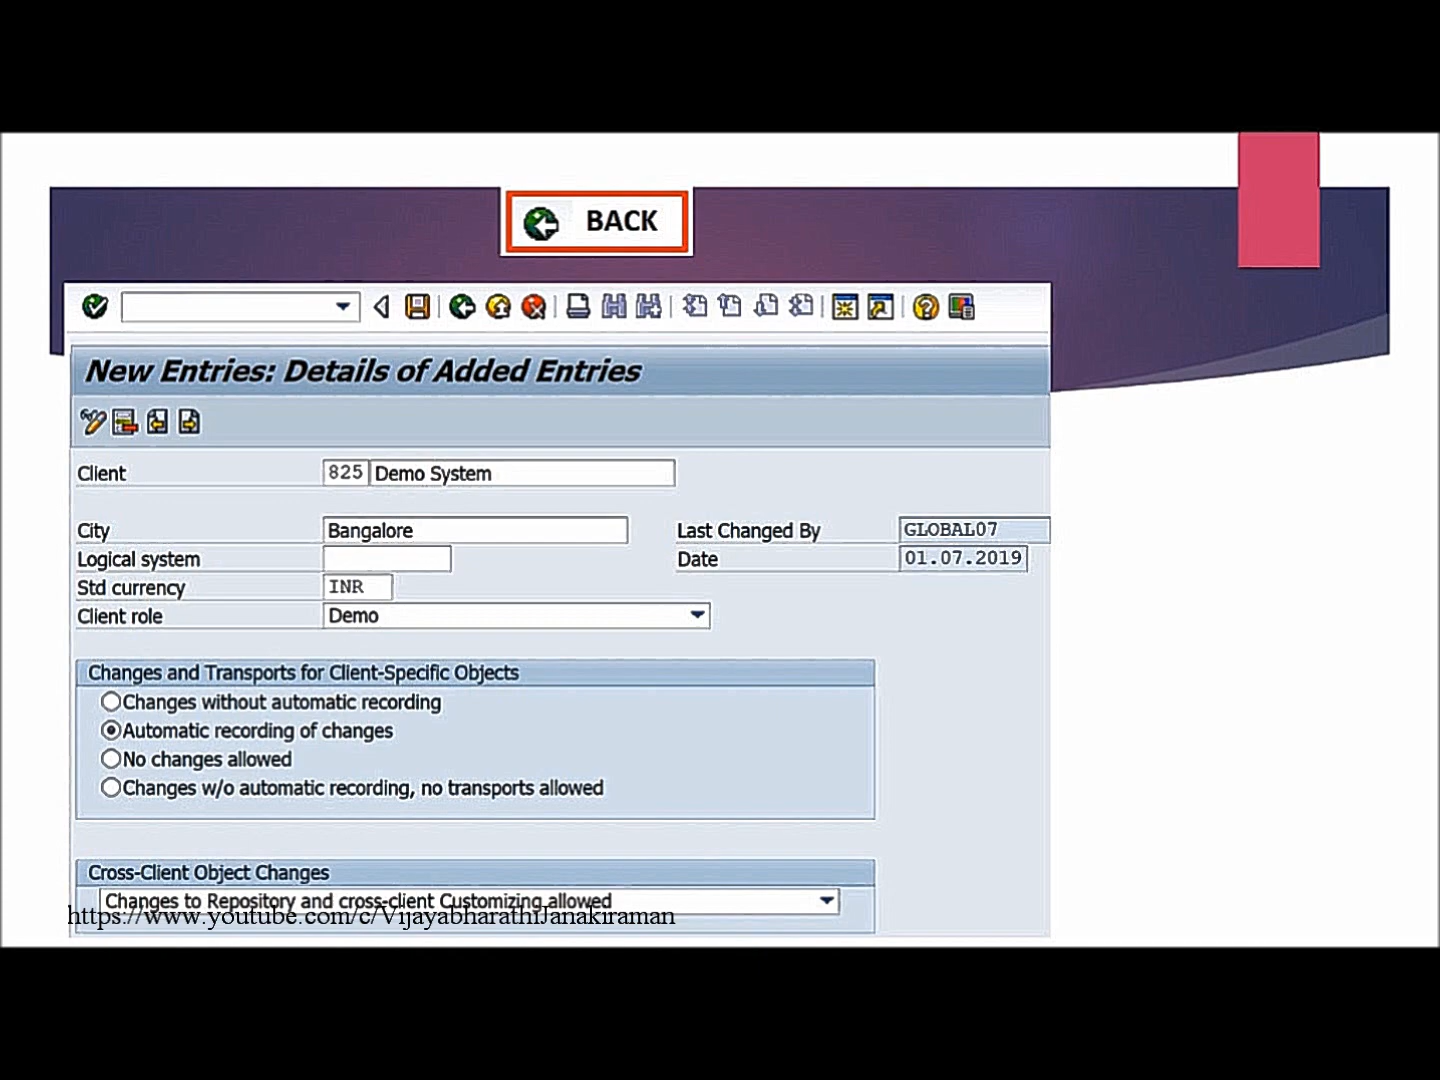 BACK
New Entries: Details of Added Entries
Client 825 Demo System
City Bangalore Last Changed By GLOBAL07
Logical system Date 01.07.2019
Std currency INR
Client role Demo
Changes and Transports for Client-Specific Objects
Changes without automatic recording
Automatic recording of changes
No changes allowed
Changes w/o automatic recording, no transports allowed
Cross-Client Object Changes
Changes to Repository and cross-client Customizing allowed
https://www.youtube.com/c/VijayabharathiJanakiraman